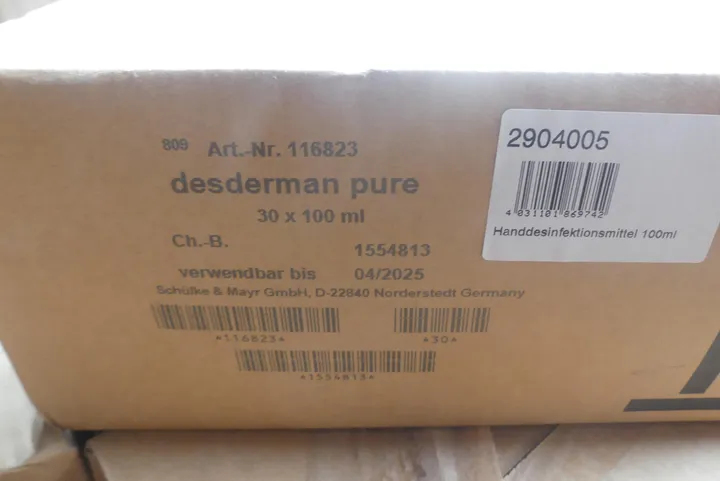 809 Art.-Nr. 116823
desderman pure
30 x 100 ml
Ch.-B. 1554813
verwendbar bis 04/2025
Schülke & Mayr GmbH, D-22840 Norderstedt Germany
*116823* *30*
*1554813*
2904005
4 031101 869742
Handdesinfektionsmittel 100ml